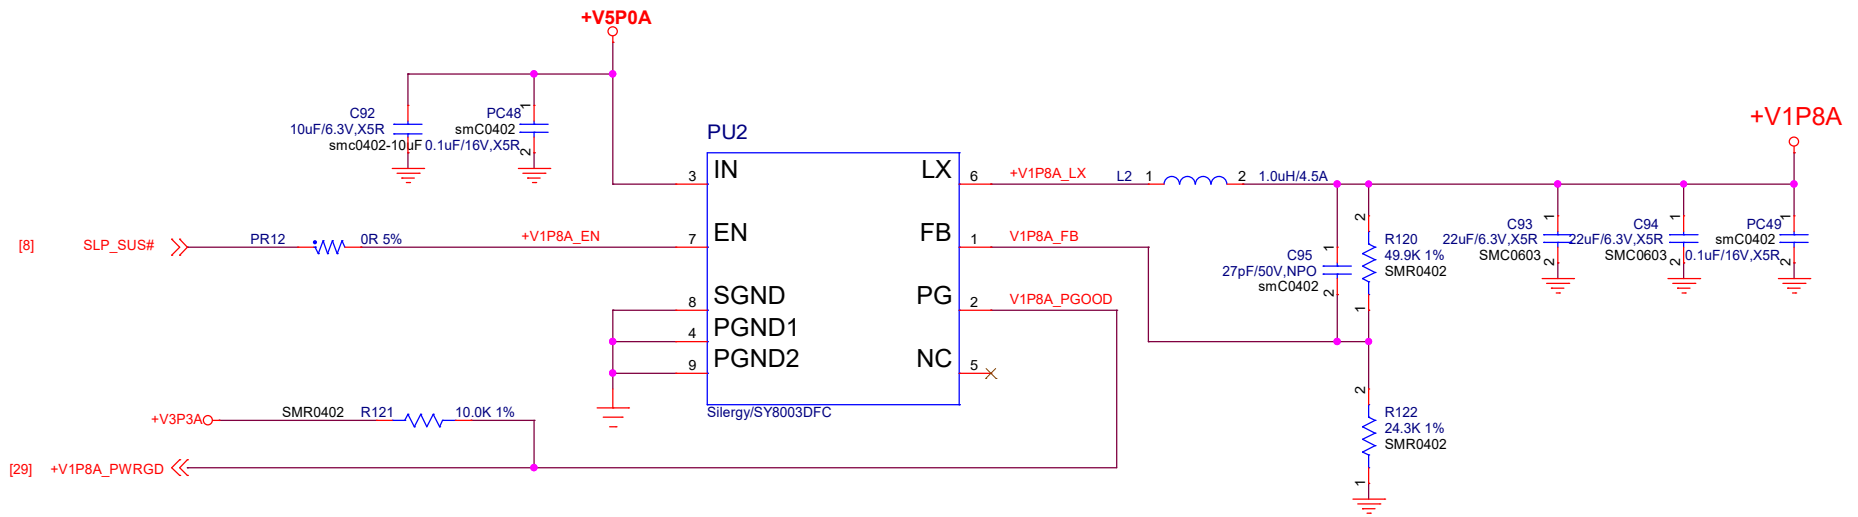 +V5P0A
C92
10uF/6.3V,X5R
smc0402-10uF
PC48
smC0402
0.1uF/16V,X5R
1
2
PU2
+V1P8A
3
IN
LX
6
+V1P8A_LX
L2
1
2
1.0uH/4.5A
[8]
SLP_SUS#
PR12
0R 5%
+V1P8A_EN
7
EN
FB
1
V1P8A_FB
8
SGND
PG
2
V1P8A_PGOOD
4
PGND1
9
PGND2
NC
5
Silergy/SY8003DFC
C95
27pF/50V,NPO
smC0402
1
2
2
R120
49.9K 1%
SMR0402
1
C93
22uF/6.3V,X5R
SMC0603
1
2
C94
22uF/6.3V,X5R
SMC0603
1
2
PC49
smC0402
0.1uF/16V,X5R
1
2
2
R122
24.3K 1%
SMR0402
1
+V3P3A
SMR0402
R121
10.0K 1%
[29]
+V1P8A_PWRGD